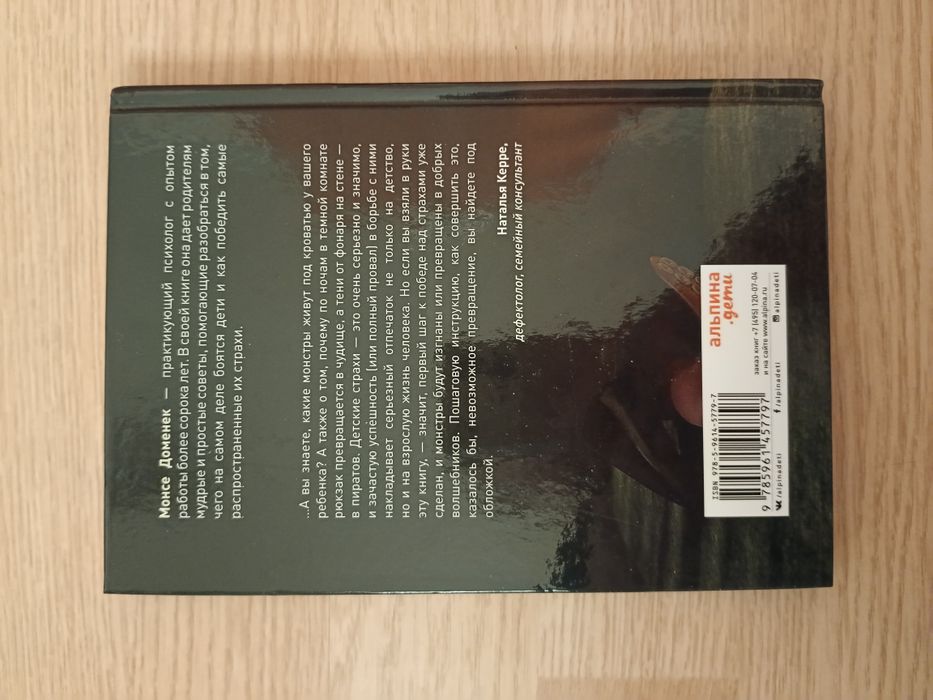 Монсе Доменек — практикующий психолог с опытом
работы более сорока лет. В своей книге она дает родителям
мудрые и простые советы, помогающие разобраться в том,
чего на самом деле боятся дети и как победить самые
распространенные их страхи.
...А вы знаете, какие монстры живут под кроватью у вашего
ребенка? А также о том, почему по ночам в темной комнате
рюкзак превращается в чудище, а тени от фонаря на стене —
в пиратов. Детские страхи — это очень серьезно и значимо,
и зачастую успешность (или полный провал) в борьбе с ними
накладывает серьезный отпечаток не только на детство,
но и на взрослую жизнь человека. Но если вы взяли в руки
эту книгу, — значит, первый шаг к победе над страхами уже
сделан, и монстры будут изгнаны или превращены в добрых
волшебников. Пошаговую инструкцию, как совершить это,
казалось бы, невозможное превращение, вы найдете под
обложкой.
Наталья Керре,
дефектолог, семейный консультант
ISBN 978-5-9614-5779-7
9 785961 457797
/alpinadeti
/alpinadeti
alpinadeti
альпина
.дети
заказ книг +7 (495) 120-07-04
и на сайте www.alpina.ru